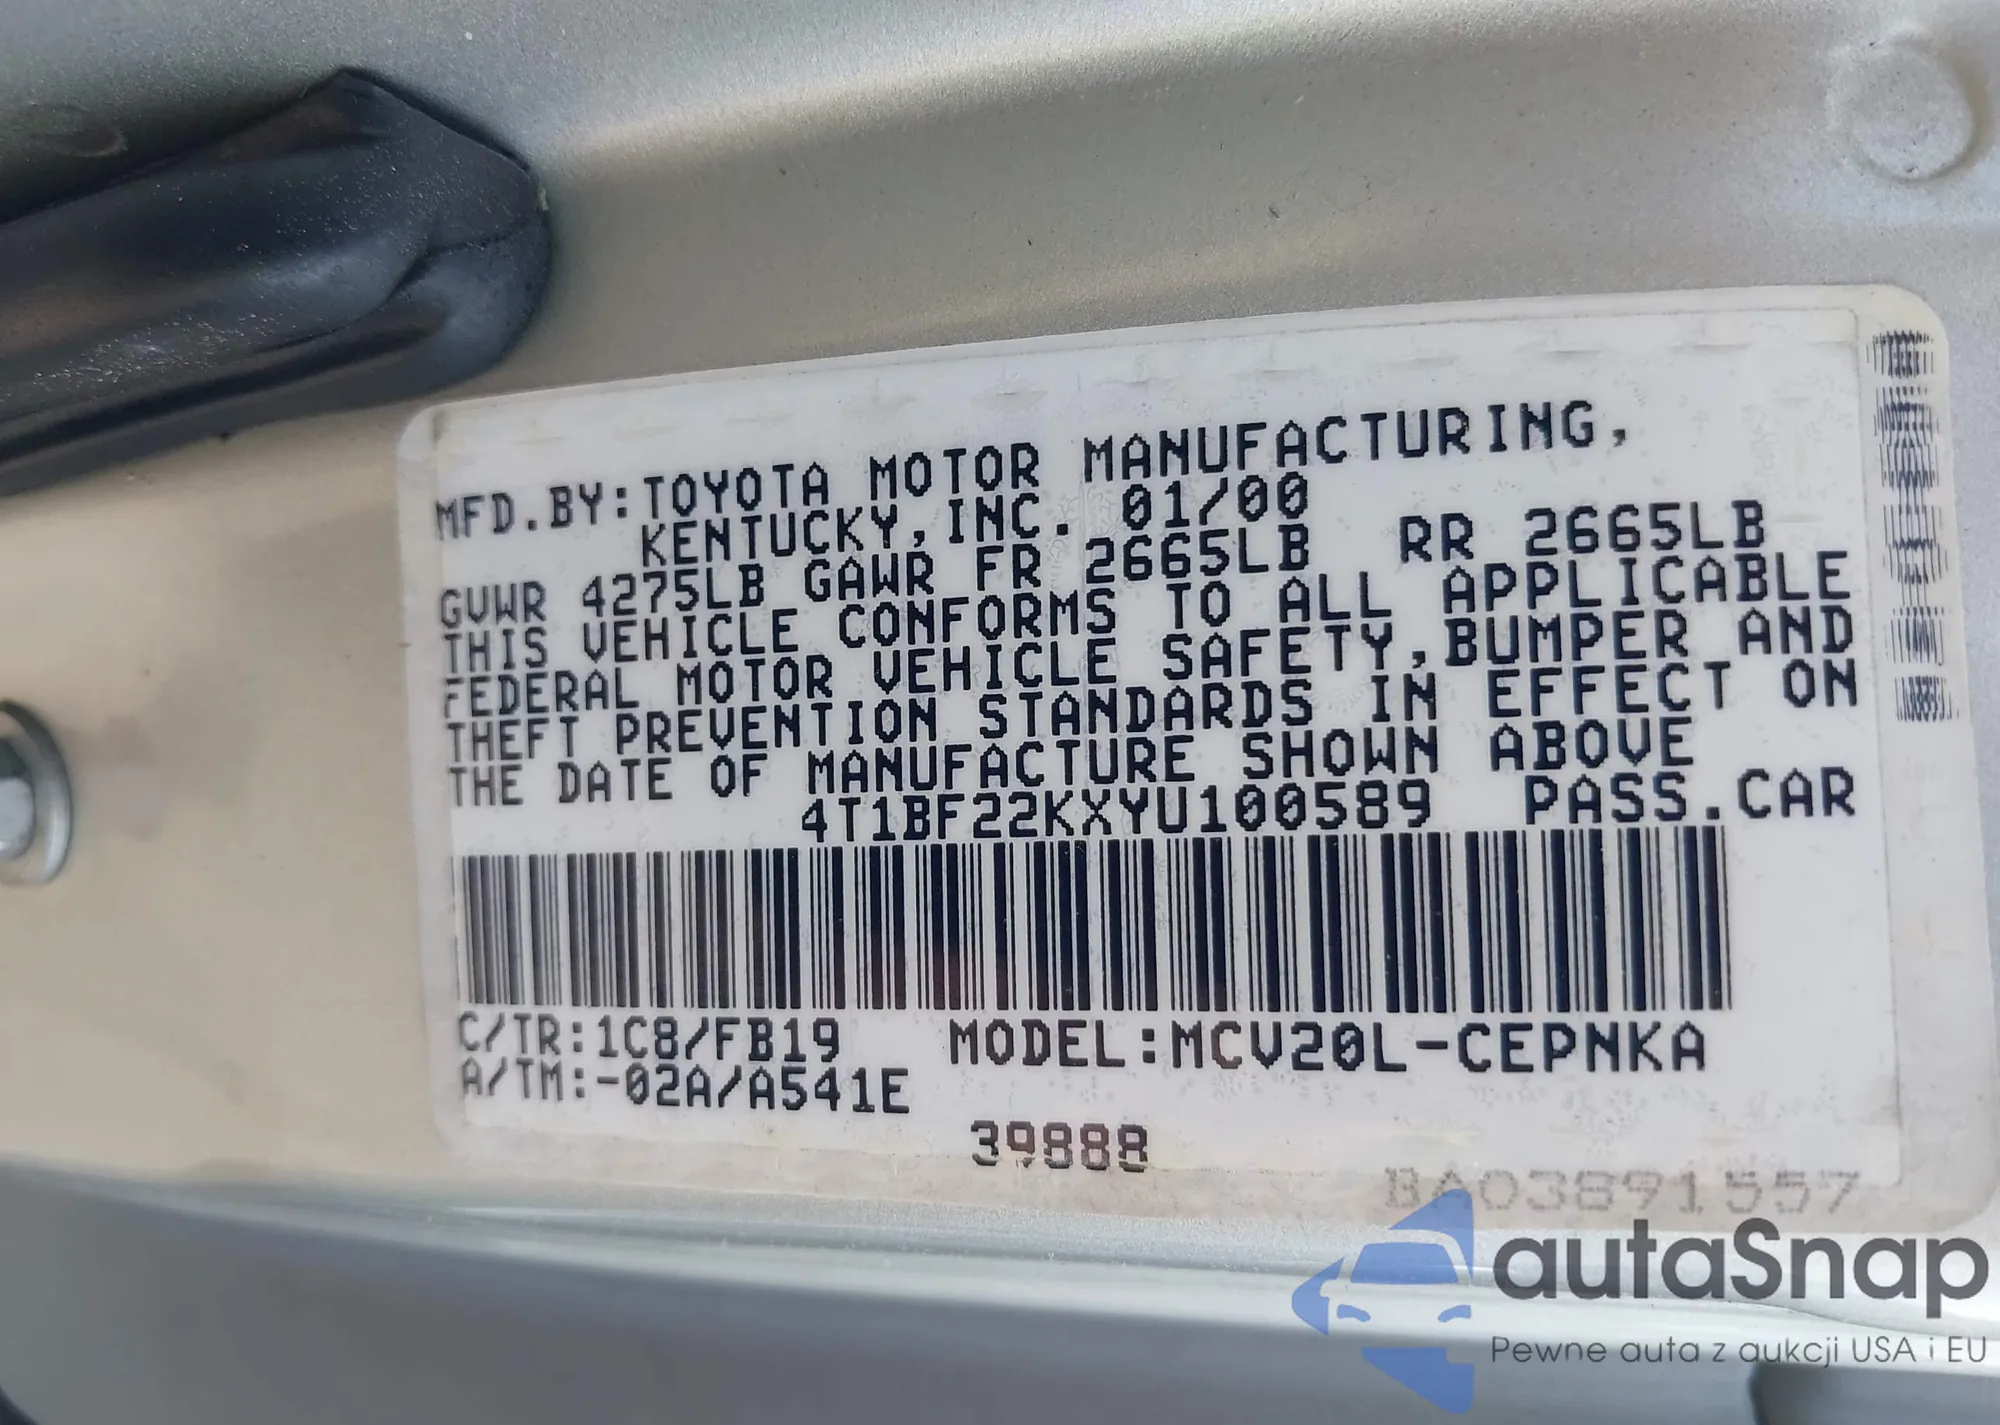 MFD.BY:TOYOTA MOTOR MANUFACTURING,
KENTUCKY,INC. 01/00
GVWR 4275LB GAWR FR 2665LB RR 2665LB
THIS VEHICLE CONFORMS TO ALL APPLICABLE
FEDERAL MOTOR VEHICLE SAFETY,BUMPER AND
THEFT PREVENTION STANDARDS IN EFFECT ON
THE DATE OF MANUFACTURE SHOWN ABOVE
4T1BF22KXYU100589 PASS.CAR
C/TR:1C8/FB19 MODEL:MCV20L-CEPNKA
A/TM:-02A/A541E
39888
BA03891557
autaSnap
Pewne auta z aukcji USA i EU